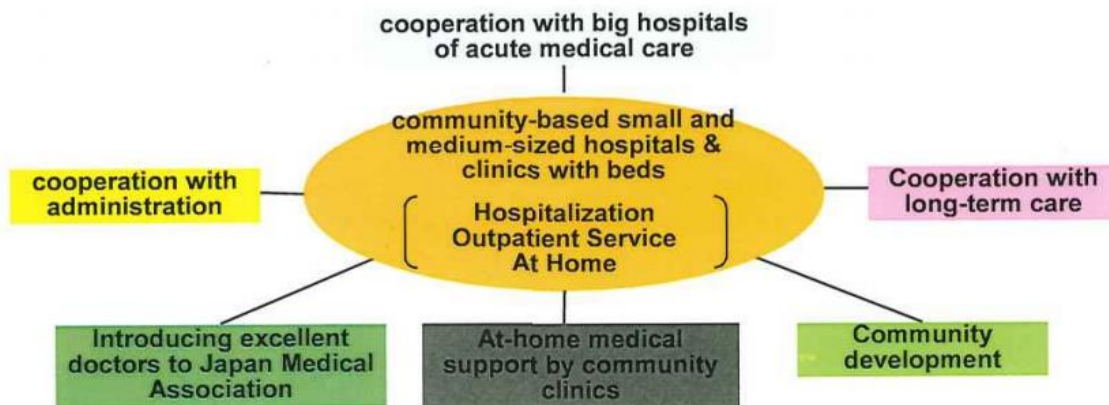 cooperation with big hospitals
of acute medical care
community-based small and
medium-sized hospitals &
clinics with beds
cooperation with
administration
Cooperation with
long-term care
Hospitalization
Outpatient Service
At Home
Introducing excellent
doctors to Japan Medical
Association
At-home medical
support by community
clinics
Community
development